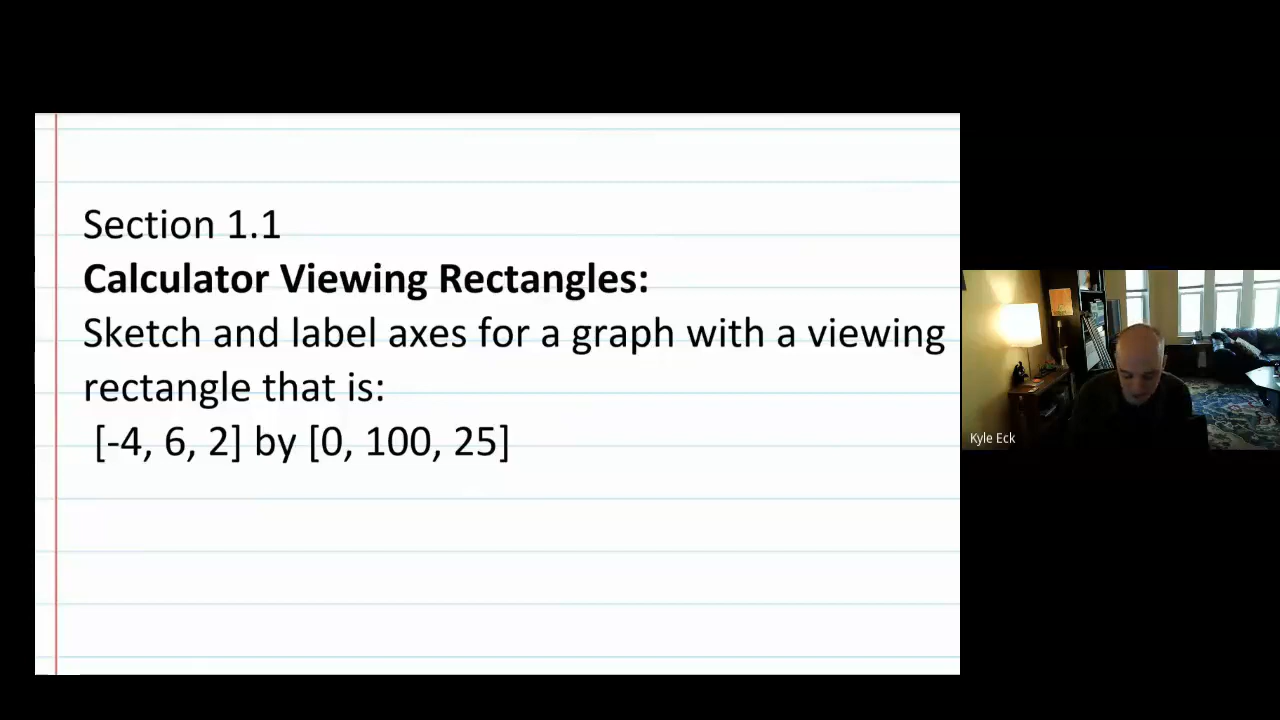 Section 1.1
Calculator Viewing Rectangles:
Sketch and label axes for a graph with a viewing
rectangle that is:
[-4, 6, 2] by [0, 100, 25]
Kyle Eck